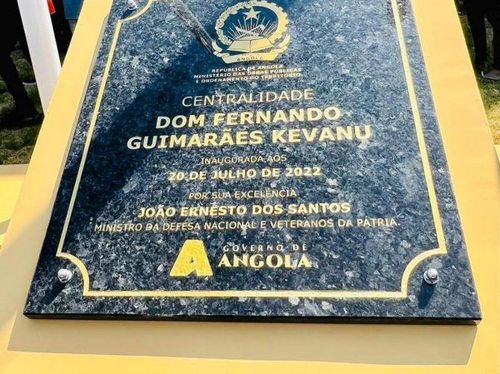 ANGOLA
REPÚBLICA DE ANGOLA
MINISTÉRIO DAS OBRAS PÚBLICAS
E ORDENAMENTO DO TERRITÓRIO
CENTRALIDADE
DOM FERNANDO
GUIMARÃES KEVANU
INAUGURADA AOS
20 DE JULHO DE 2022
POR SUA EXCELÊNCIA
JOÃO ERNESTO DOS SANTOS
MINISTRO DA DEFESA NACIONAL E VETERANOS DA PÁTRIA
A
GOVERNO DE
ANGOLA